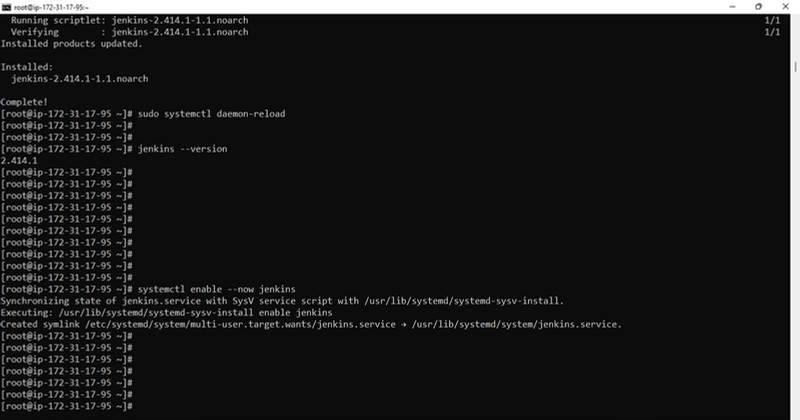 root@ip-172-31-17-95:~
Running scriptlet: jenkins-2.414.1-1.1.noarch 1/1
Verifying : jenkins-2.414.1-1.1.noarch 1/1
Installed products updated.
Installed:
jenkins-2.414.1-1.1.noarch
Complete!
[root@ip-172-31-17-95 ~]# sudo systemctl daemon-reload
[root@ip-172-31-17-95 ~]#
[root@ip-172-31-17-95 ~]#
[root@ip-172-31-17-95 ~]# jenkins --version
2.414.1
[root@ip-172-31-17-95 ~]#
[root@ip-172-31-17-95 ~]#
[root@ip-172-31-17-95 ~]#
[root@ip-172-31-17-95 ~]#
[root@ip-172-31-17-95 ~]#
[root@ip-172-31-17-95 ~]#
[root@ip-172-31-17-95 ~]#
[root@ip-172-31-17-95 ~]#
[root@ip-172-31-17-95 ~]#
[root@ip-172-31-17-95 ~]#
[root@ip-172-31-17-95 ~]# systemctl enable --now jenkins
Synchronizing state of jenkins.service with SysV service script with /usr/lib/systemd/systemd-sysv-install.
Executing: /usr/lib/systemd/systemd-sysv-install enable jenkins
Created symlink /etc/systemd/system/multi-user.target.wants/jenkins.service → /usr/lib/systemd/system/jenkins.service.
[root@ip-172-31-17-95 ~]#
[root@ip-172-31-17-95 ~]#
[root@ip-172-31-17-95 ~]#
[root@ip-172-31-17-95 ~]#
[root@ip-172-31-17-95 ~]#
[root@ip-172-31-17-95 ~]#
[root@ip-172-31-17-95 ~]#